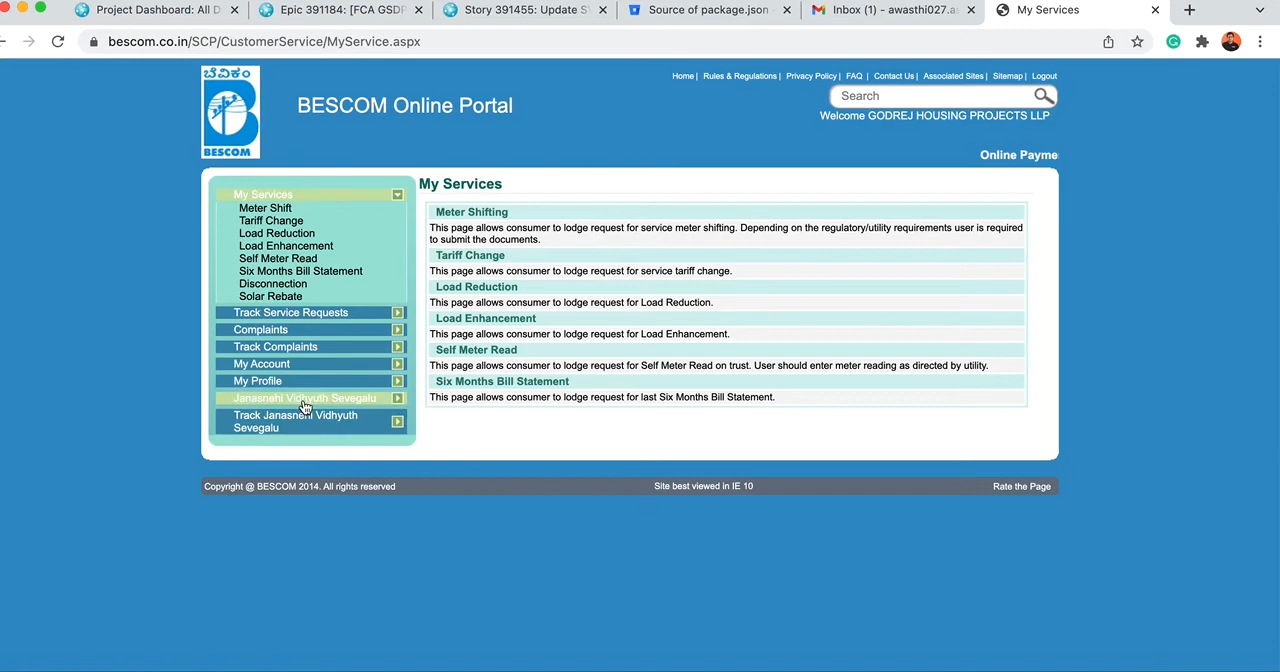 Project Dashboard: All D
Epic 391184: [FCA GSDP
Story 391455: Update S
Source of package.json -
Inbox (1) - awasthi027.as
My Services
bescom.co.in/SCP/CustomerService/MyService.aspx
ಬೆವಿಕಂ
BESCOM
BESCOM Online Portal
Home | Rules & Regulations | Privacy Policy | FAQ | Contact Us | Associated Sites | Sitemap | Logout
Search
Welcome GODREJ HOUSING PROJECTS LLP
Online Payme
My Services
Meter Shift
Tariff Change
Load Reduction
Load Enhancement
Self Meter Read
Six Months Bill Statement
Disconnection
Solar Rebate
Track Service Requests
Complaints
Track Complaints
My Account
My Profile
Janasnehi Vidhyuth Sevegalu
Track Janasnehi Vidhyuth
Sevegalu
My Services
Meter Shifting
This page allows consumer to lodge request for service meter shifting. Depending on the regulatory/utility requirements user is required
to submit the documents.
Tariff Change
This page allows consumer to lodge request for service tariff change.
Load Reduction
This page allows consumer to lodge request for Load Reduction.
Load Enhancement
This page allows consumer to lodge request for Load Enhancement.
Self Meter Read
This page allows consumer to lodge request for Self Meter Read on trust. User should enter meter reading as directed by utility.
Six Months Bill Statement
This page allows consumer to lodge request for last Six Months Bill Statement.
Copyright @ BESCOM 2014. All rights reserved
Site best viewed in IE 10
Rate the Page